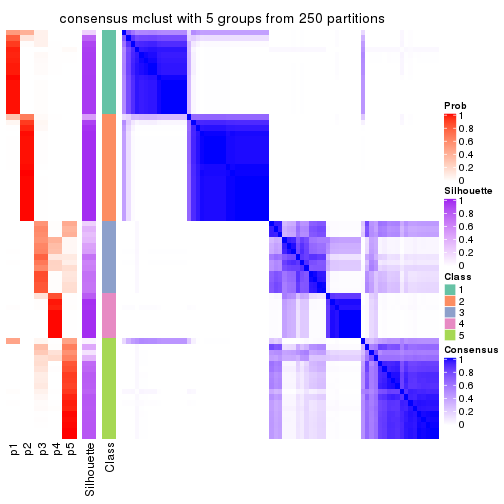 consensus mclust with 5 groups from 250 partitions
Prob
1
0.8
0.6
0.4
0.2
0
Silhouette
1
0.8
0.6
0.4
0.2
0
Class
1
2
3
4
5
Consensus
1
0.8
0.6
0.4
0.2
0
p1
p2
p3
p4
p5
Silhouette
Class